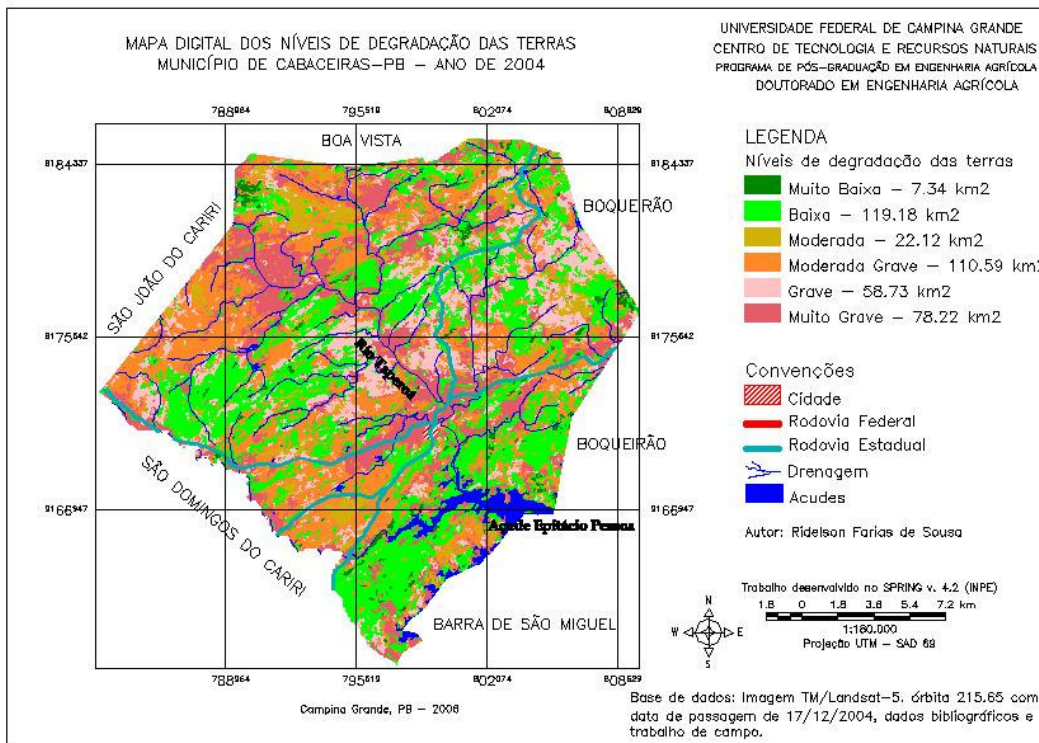 MAPA DIGITAL DOS NÍVEIS DE DEGRADAÇÃO DAS TERRAS
MUNICÍPIO DE CABACEIRAS-PB - ANO DE 2004
UNIVERSIDADE FEDERAL DE CAMPINA GRANDE
CENTRO DE TECNOLOGIA E RECURSOS NATURAIS
PROGRAMA DE PÓS-GRADUAÇÃO EM ENGENHARIA AGRÍCOLA
DOUTORADO EM ENGENHARIA AGRÍCOLA
788964 795519 802074 808629
BOA VISTA
8184337
SÃO JOÃO DO CARIRI
BOQUEIRÃO
8175642
Rio Taperoá
BOQUEIRÃO
SÃO DOMINGOS DO CARIRI
8166947
Açude Epitácio Pessoa
BARRA DE SÃO MIGUEL
788964 795519 802074 808629
Campina Grande, PB - 2006
LEGENDA
Níveis de degradação das terras
Muito Baixa - 7.34 km2
Baixa - 119.18 km2
Moderada - 22.12 km2
Moderada Grave - 110.59 km2
Grave - 58.73 km2
Muito Grave - 78.22 km2
Convenções
Cidade
Rodovia Federal
Rodovia Estadual
Drenagem
Acudes
Autor: Ridelson Farias de Sousa
Trabalho desenvolvido no SPRING v. 4.2 (INPE)
1.8 0 1.8 3.6 5.4 7.2 km
1:180.000
Projeção UTM - SAD 69
N
W E
S
Base de dados: Imagem TM/Landsat-5. órbita 215.65 com
data de passagem de 17/12/2004, dados bibliográficos e
trabalho de campo.